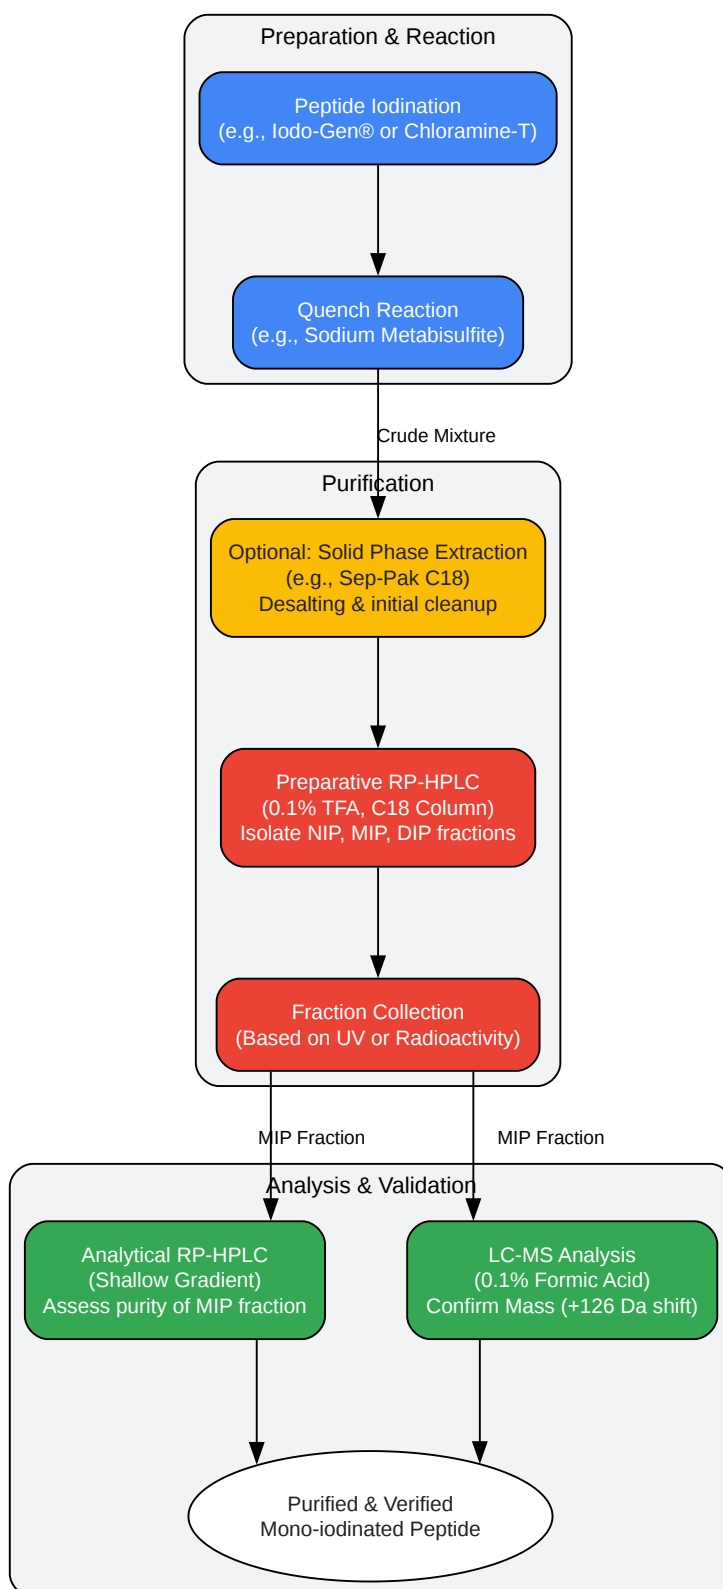 Preparation & Reaction
Peptide Iodination
(e.g., Iodo-Gen® or Chloramine-T)
Quench Reaction
(e.g., Sodium Metabisulfite)
Crude Mixture
Purification
Optional: Solid Phase Extraction
(e.g., Sep-Pak C18)
Desalting & initial cleanup
Preparative RP-HPLC
(0.1% TFA, C18 Column)
Isolate NIP, MIP, DIP fractions
Fraction Collection
(Based on UV or Radioactivity)
MIP Fraction
MIP Fraction
Analysis & Validation
Analytical RP-HPLC
(Shallow Gradient)
Assess purity of MIP fraction
LC-MS Analysis
(0.1% Formic Acid)
Confirm Mass (+126 Da shift)
Purified & Verified
Mono-iodinated Peptide